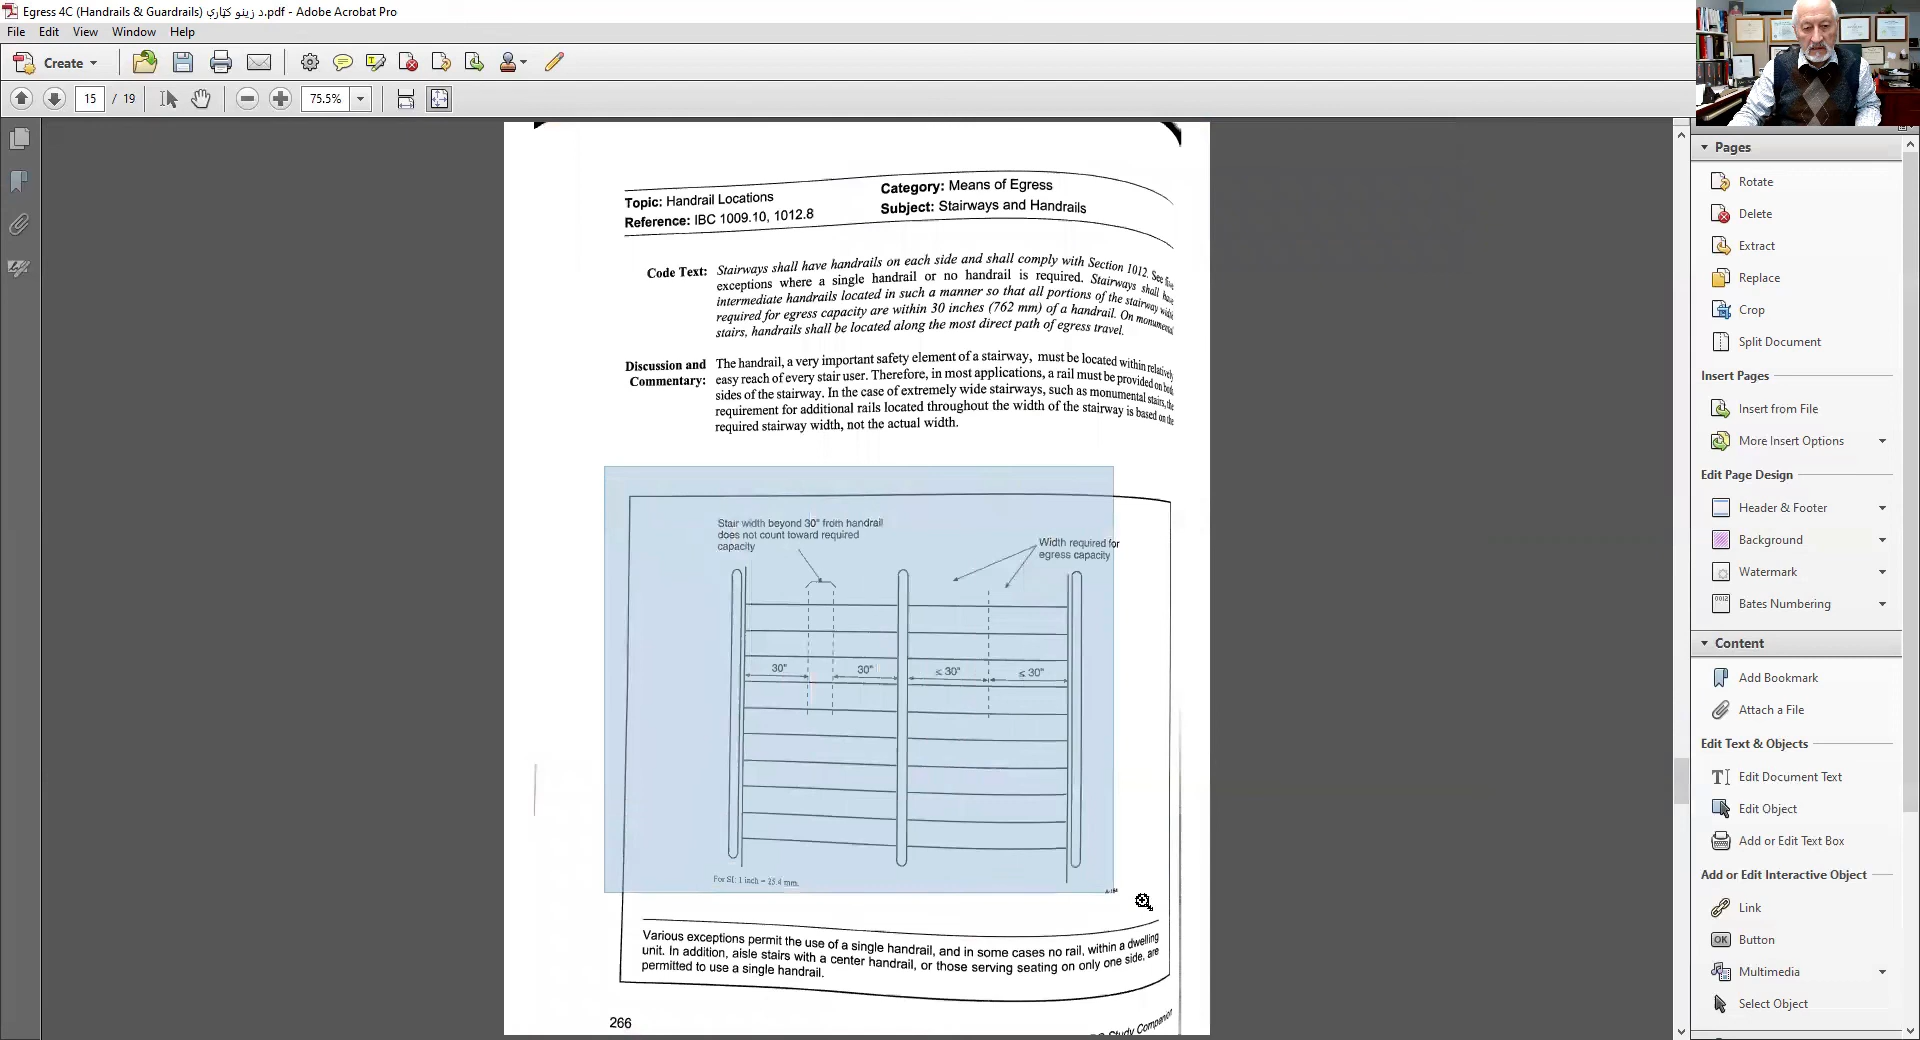 Egress 4C (Handrails & Guardrails) د زينو کټاري.pdf - Adobe Acrobat Pro
File Edit View Window Help
Create
15 / 19 75.5%
Topic: Handrail Locations
Reference: IBC 1009.10, 1012.8
Category: Means of Egress
Subject: Stairways and Handrails
Code Text: Stairways shall have handrails on each side and shall comply with Section 1012. See five
exceptions where a single handrail or no handrail is required. Stairways shall have
intermediate handrails located in such a manner so that all portions of the stairway width
required for egress capacity are within 30 inches (762 mm) of a handrail. On monumental
stairs, handrails shall be located along the most direct path of egress travel.
Discussion and Commentary: The handrail, a very important safety element of a stairway, must be located within relatively
easy reach of every stair user. Therefore, in most applications, a rail must be provided on both
sides of the stairway. In the case of extremely wide stairways, such as monumental stairs, the
requirement for additional rails located throughout the width of the stairway is based on the
required stairway width, not the actual width.
Stair width beyond 30" from handrail
does not count toward required
capacity
Width required for
egress capacity
30" 30" ≤ 30" ≤ 30"
For SI: 1 inch = 25.4 mm.
Various exceptions permit the use of a single handrail, and in some cases no rail, within a dwelling
unit. In addition, aisle stairs with a center handrail, or those serving seating on only one side, are
permitted to use a single handrail.
266
Study Companion
Pages
Rotate
Delete
Extract
Replace
Crop
Split Document
Insert Pages
Insert from File
More Insert Options
Edit Page Design
Header & Footer
Background
Watermark
Bates Numbering
Content
Add Bookmark
Attach a File
Edit Text & Objects
Edit Document Text
Edit Object
Add or Edit Text Box
Add or Edit Interactive Object
Link
OK Button
Multimedia
Select Object